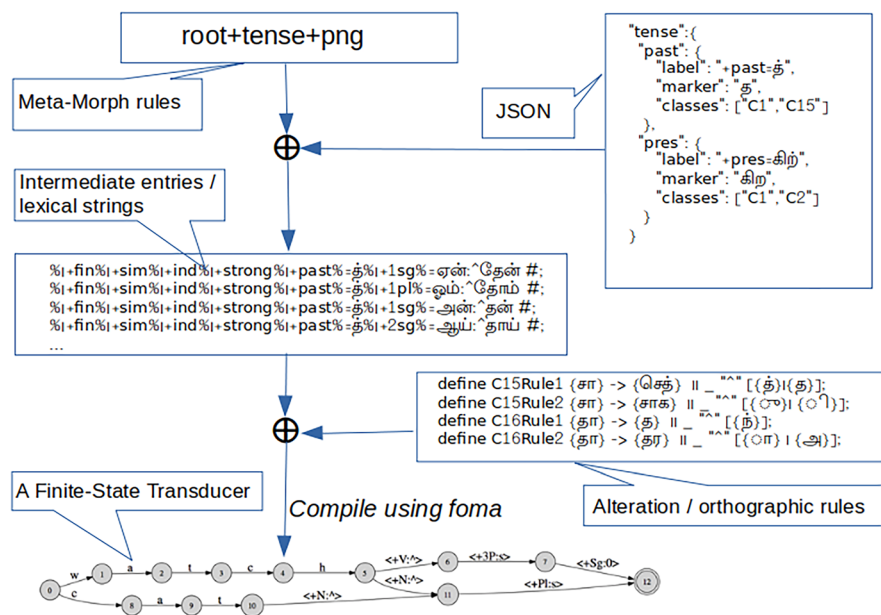 root+tense+png
Meta-Morph rules
JSON
"tense":{
"past": {
"label": "+past=த்",
"marker": "த",
"classes": ["C1","C15"]
},
"pres": {
"label": "+pres=கிற்",
"marker": "கிற",
"classes": ["C1","C2"]
}
}
Intermediate entries /
lexical strings
%|+fin%|+sim%|+ind%|+strong%|+past%=த்%|+1sg%=ஏன்:^தேன் #;
%|+fin%|+sim%|+ind%|+strong%|+past%=த்%|+1pl%=ஓம்:^தோம் #;
%|+fin%|+sim%|+ind%|+strong%|+past%=த்%|+1sg%=அன்:^தன் #;
%|+fin%|+sim%|+ind%|+strong%|+past%=த்%|+2sg%=ஆய்:^தாய் #;
...
define C15Rule1 {சா} -> {செத்} || _ "^" [{த்}|{த}];
define C15Rule2 {சா} -> {சாக} || _ "^" [{ு}| {ி}];
define C16Rule1 {தா} -> {த} || _ "^" [{ந்}];
define C16Rule2 {தா} -> {தர} || _ "^" [{ா} | {அ}];
Alteration / orthographic rules
A Finite-State Transducer
Compile using foma
0 w 1 a 2 t 3 c 4 h 5 <+V:^> 6 <+3P:s> 7 <+Sg:0> 12
<+N:^>
c 8 a 9 t 10 <+N:^> 11 <+Pl:s>